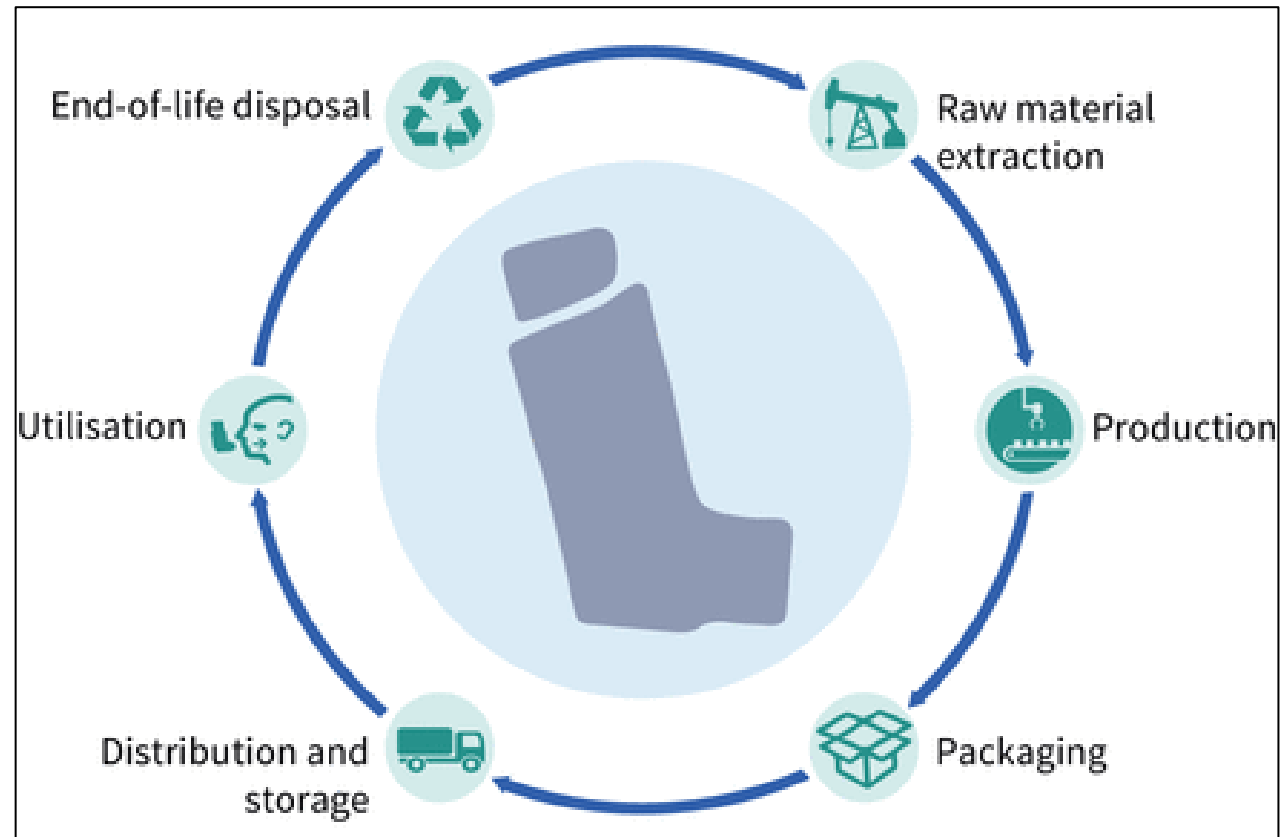 End-of-life disposal
Raw material
extraction
Utilisation
Production
Distribution and
storage
Packaging